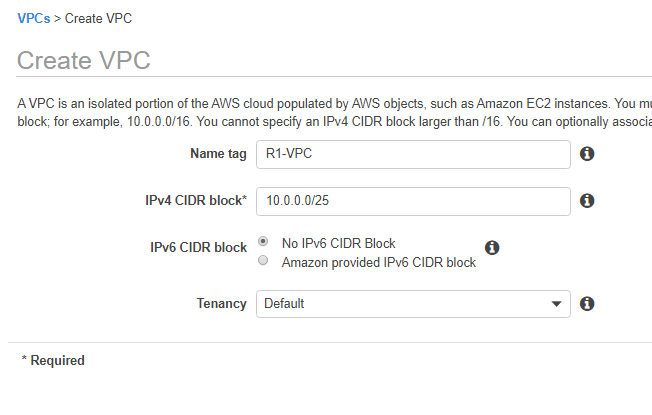 VPCs > Create VPC
Create VPC
A VPC is an isolated portion of the AWS cloud populated by AWS objects, such as Amazon EC2 instances. You
block; for example, 10.0.0.0/16. You cannot specify an IPv4 CIDR block larger than /16. You can optionally
Name tag R1-VPC
IPv4 CIDR block* 10.0.0.0/25
IPv6 CIDR block No IPv6 CIDR Block
Amazon provided IPv6 CIDR block
Tenancy Default
* Required